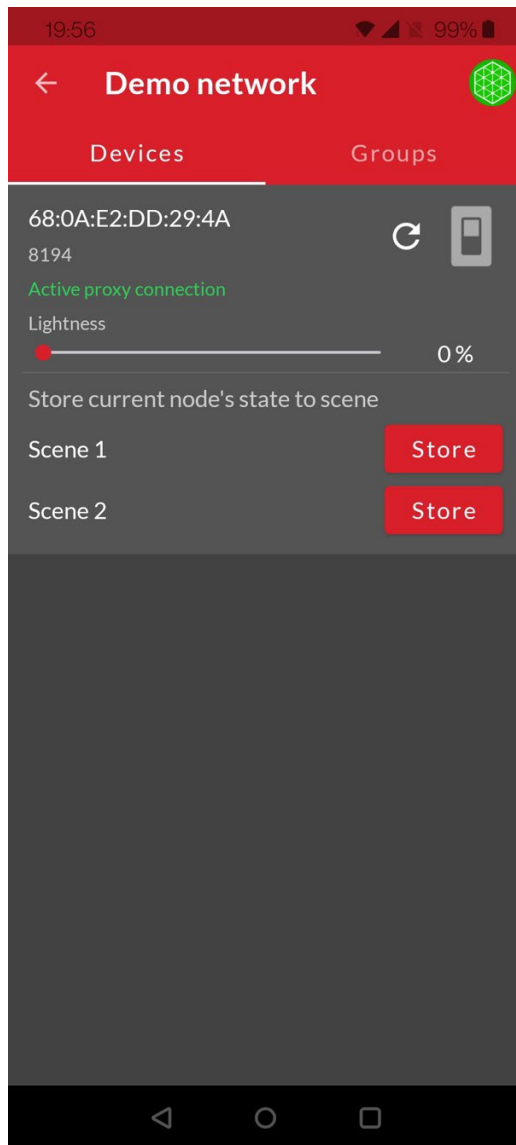 19:56 99%
Demo network
Devices Groups
68:0A:E2:DD:29:4A
8194
Active proxy connection
Lightness
0 %
Store current node's state to scene
Scene 1 Store
Scene 2 Store